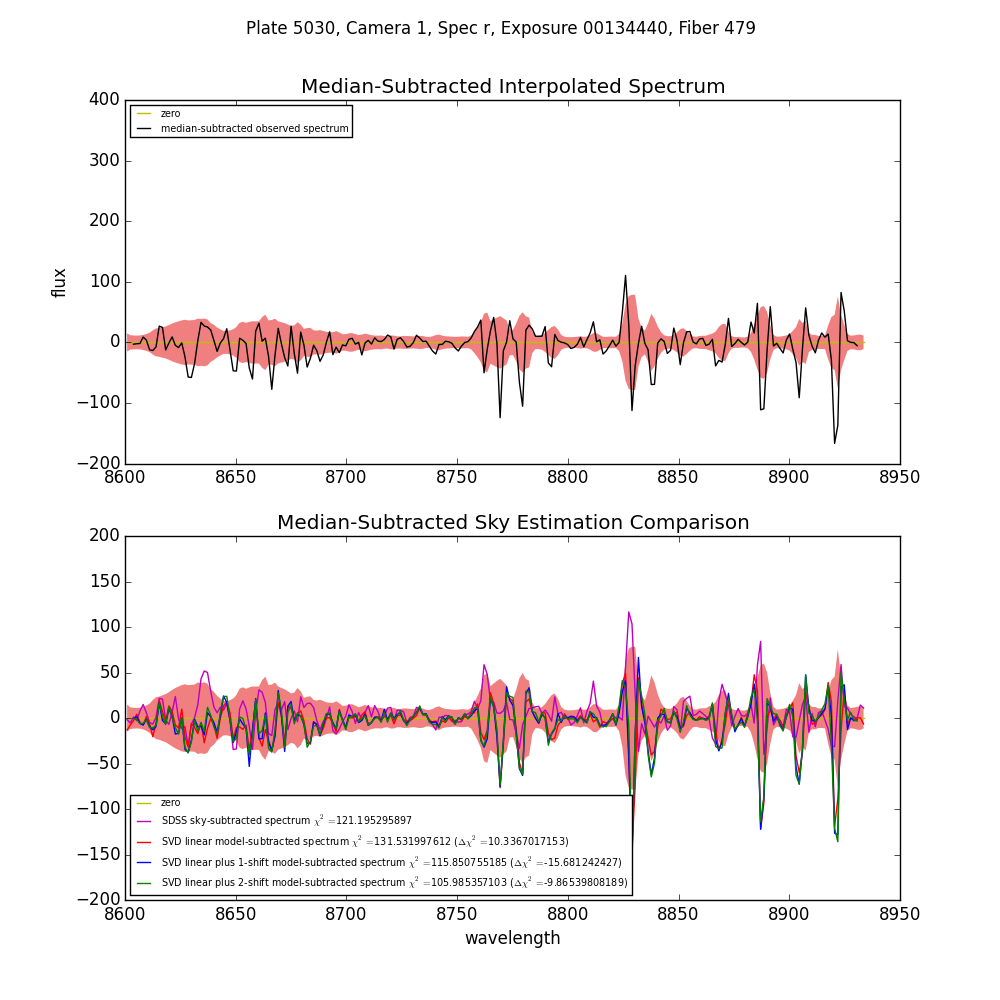 Plate 5030, Camera 1, Spec r, Exposure 00134440, Fiber 479
Median-Subtracted Interpolated Spectrum
400
300
200
100
0
−100
−200
flux
zero
median-subtracted observed spectrum
8600 8650 8700 8750 8800 8850 8900 8950
Median-Subtracted Sky Estimation Comparison
200
150
100
50
0
−50
−100
−150
−200
zero
SDSS sky-subtracted spectrum χ² =121.195295897
SVD linear model-subtracted spectrum χ² =131.531997612 (Δχ² =10.3367017153)
SVD linear plus 1-shift model-subtracted spectrum χ² =115.850755185 (Δχ² =-15.681242427)
SVD linear plus 2-shift model-subtracted spectrum χ² =105.985357103 (Δχ² =-9.86539808189)
8600 8650 8700 8750 8800 8850 8900 8950
wavelength